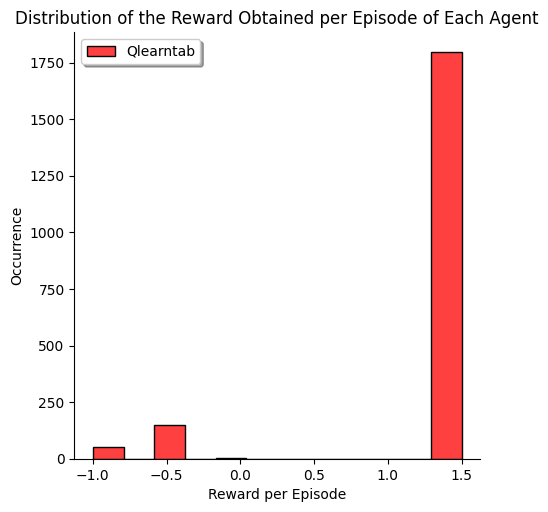 Distribution of the Reward Obtained per Episode of Each Agent
Qlearntab
1750
1500
1250
1000
750
500
250
0
Occurrence
−1.0 −0.5 0.0 0.5 1.0 1.5
Reward per Episode